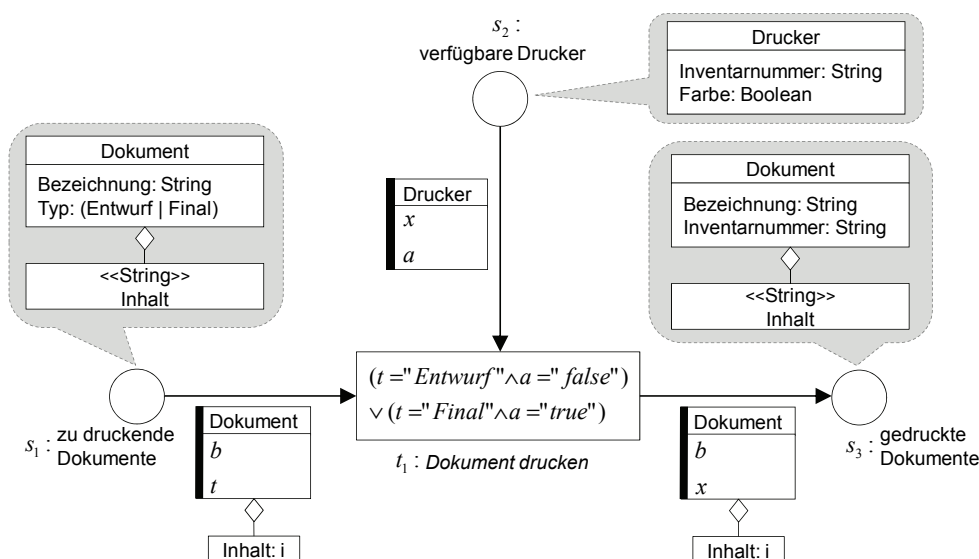 s₂ :
verfügbare Drucker
Drucker
Inventarnummer: String
Farbe: Boolean
Dokument
Bezeichnung: String
Typ: (Entwurf | Final)
<<String>>
Inhalt
Drucker
x
a
Dokument
Bezeichnung: String
Inventarnummer: String
<<String>>
Inhalt
(t ="Entwurf"∧a ="false")
∨ (t ="Final"∧a ="true")
s₁ : zu druckende
Dokumente
Dokument
b
t
Inhalt: i
t₁ : Dokument drucken
Dokument
b
x
Inhalt: i
s₃ : gedruckte
Dokumente